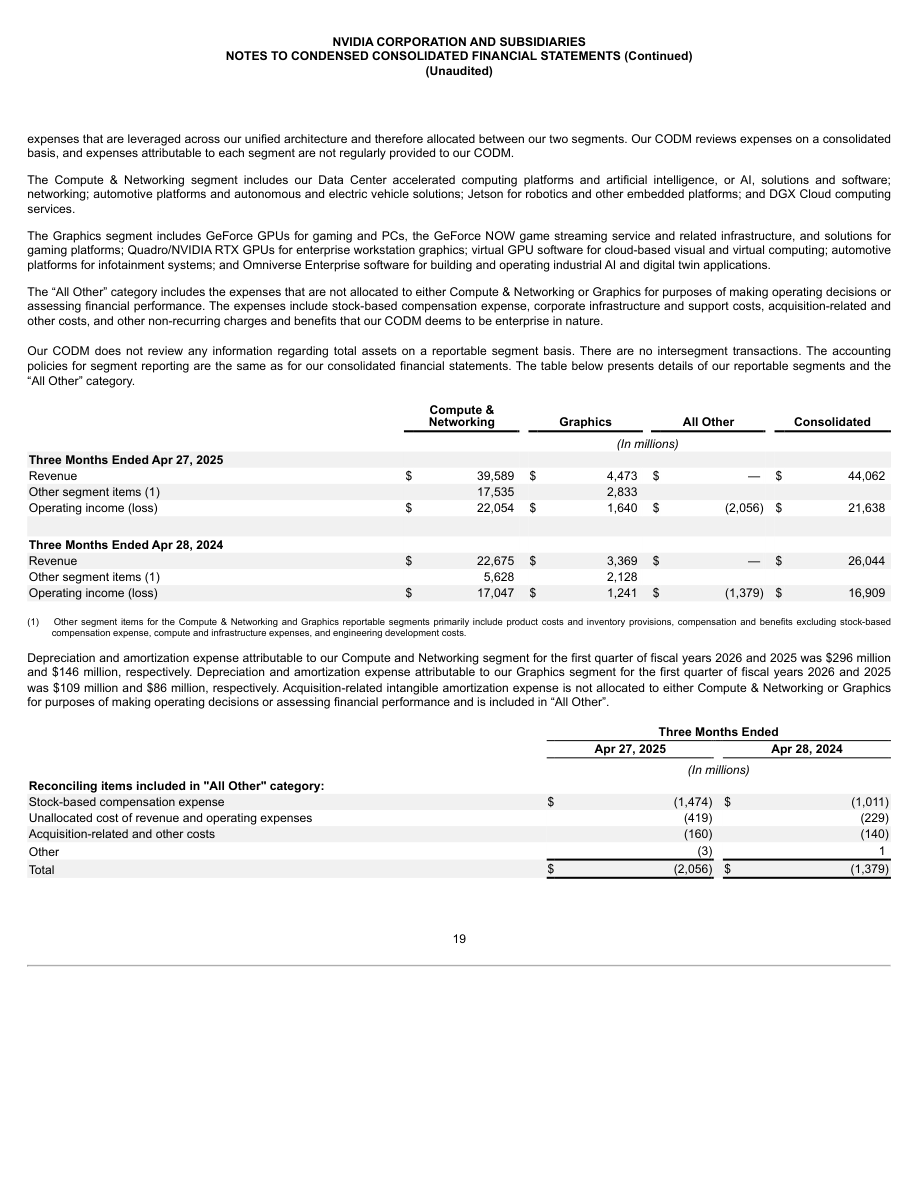 NVIDIA CORPORATION AND SUBSIDIARIES
NOTES TO CONDENSED CONSOLIDATED FINANCIAL STATEMENTS (Continued)
(Unaudited)
expenses that are leveraged across our unified architecture and therefore allocated between our two segments. Our CODM reviews expenses on a consolidated
basis, and expenses attributable to each segment are not regularly provided to our CODM.
The Compute & Networking segment includes our Data Center accelerated computing platforms and artificial intelligence, or AI, solutions and software;
networking; automotive platforms and autonomous and electric vehicle solutions; Jetson for robotics and other embedded platforms; and DGX Cloud computing
services.
The Graphics segment includes GeForce GPUs for gaming and PCs, the GeForce NOW game streaming service and related infrastructure, and solutions for
gaming platforms; Quadro/NVIDIA RTX GPUs for enterprise workstation graphics; virtual GPU software for cloud-based visual and virtual computing; automotive
platforms for infotainment systems; and Omniverse Enterprise software for building and operating industrial AI and digital twin applications.
The “All Other” category includes the expenses that are not allocated to either Compute & Networking or Graphics for purposes of making operating decisions or
assessing financial performance. The expenses include stock-based compensation expense, corporate infrastructure and support costs, acquisition-related and
other costs, and other non-recurring charges and benefits that our CODM deems to be enterprise in nature.
Our CODM does not review any information regarding total assets on a reportable segment basis. There are no intersegment transactions. The accounting
policies for segment reporting are the same as for our consolidated financial statements. The table below presents details of our reportable segments and the
“All Other” category.
Compute &
Networking Graphics All Other Consolidated
(In millions)
Three Months Ended Apr 27, 2025
Revenue $ 39,589 $ 4,473 $ — $ 44,062
Other segment items (1) 17,535 2,833
Operating income (loss) $ 22,054 $ 1,640 $ (2,056) $ 21,638
Three Months Ended Apr 28, 2024
Revenue $ 22,675 $ 3,369 $ — $ 26,044
Other segment items (1) 5,628 2,128
Operating income (loss) $ 17,047 $ 1,241 $ (1,379) $ 16,909
(1) Other segment items for the Compute & Networking and Graphics reportable segments primarily include product costs and inventory provisions, compensation and benefits excluding stock-based
compensation expense, compute and infrastructure expenses, and engineering development costs.
Depreciation and amortization expense attributable to our Compute and Networking segment for the first quarter of fiscal years 2026 and 2025 was $296 million
and $146 million, respectively. Depreciation and amortization expense attributable to our Graphics segment for the first quarter of fiscal years 2026 and 2025
was $109 million and $86 million, respectively. Acquisition-related intangible amortization expense is not allocated to either Compute & Networking or Graphics
for purposes of making operating decisions or assessing financial performance and is included in “All Other”.
Three Months Ended
Apr 27, 2025 Apr 28, 2024
(In millions)
Reconciling items included in "All Other" category:
Stock-based compensation expense $ (1,474) $ (1,011)
Unallocated cost of revenue and operating expenses (419) (229)
Acquisition-related and other costs (160) (140)
Other (3) 1
Total $ (2,056) $ (1,379)
19